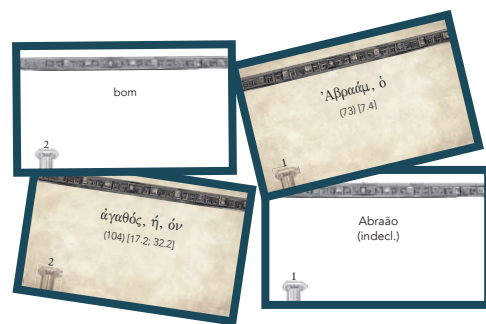 bom
2
Ἀβραάμ, ὁ
(73) [7.4]
1
ἀγαθός, ή, όν
(104) [17.2; 32.2]
2
Abraão
(indecl.)
1